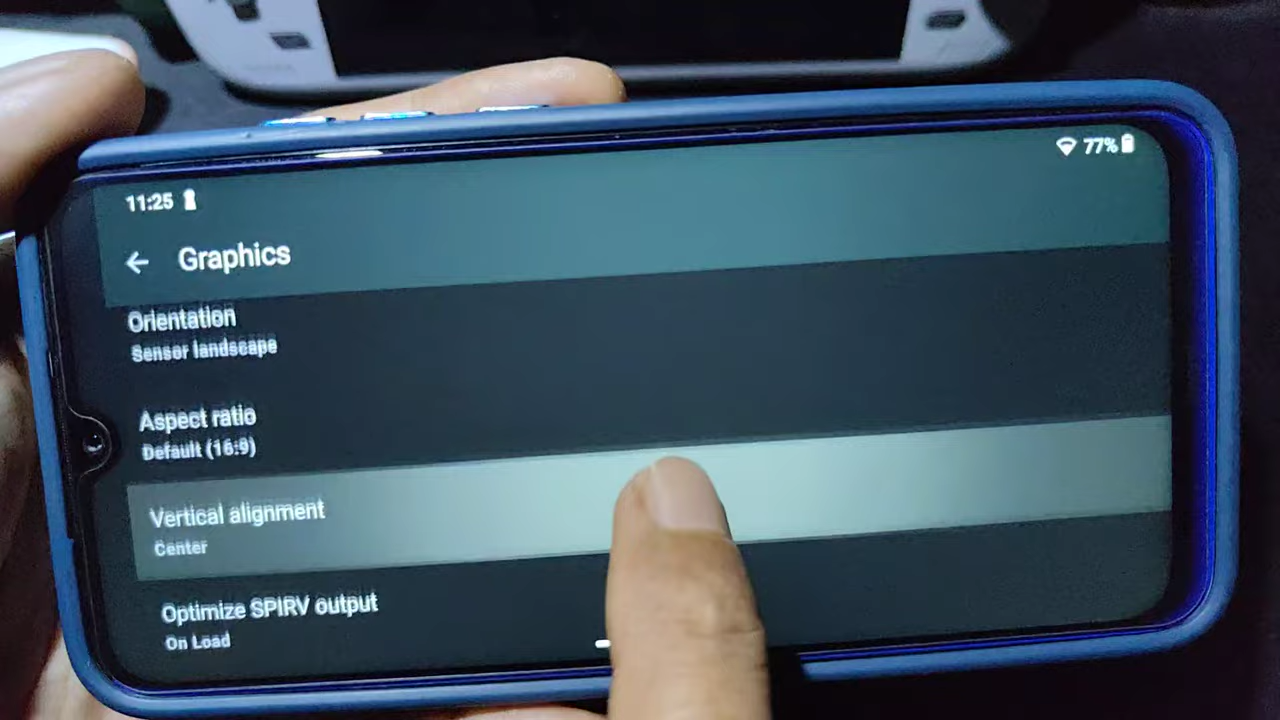 11:25
77%
Graphics
Orientation
Sensor landscape
Aspect ratio
Default (16:9)
Vertical alignment
Center
Optimize SPIRV output
On Load